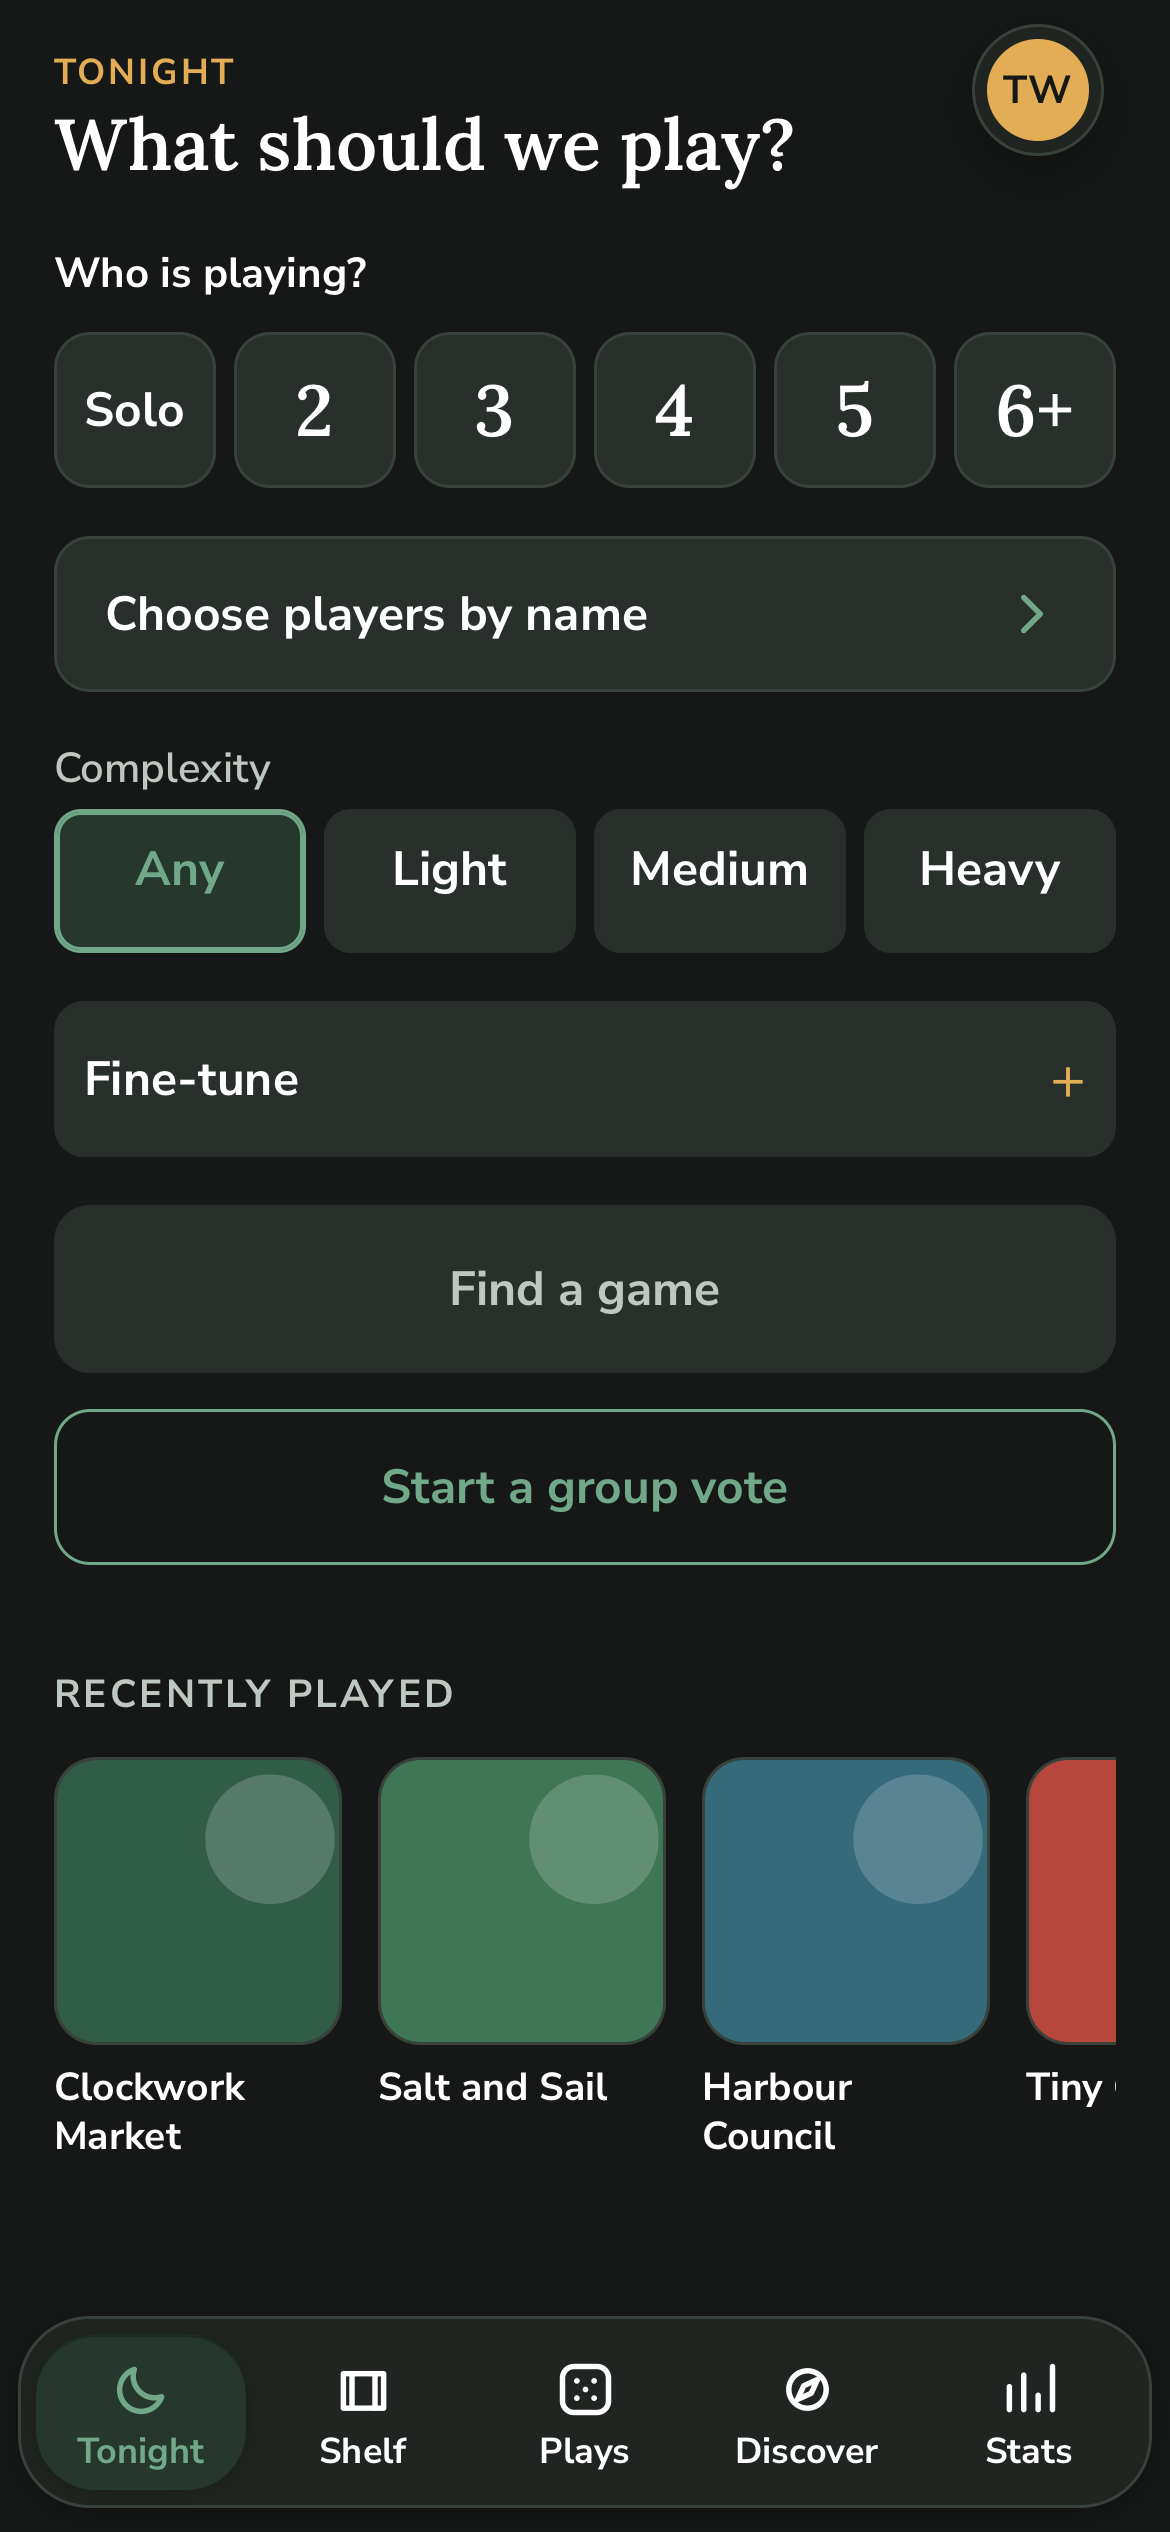 TONIGHT
TW
What should we play?
Who is playing?
Solo 2 3 4 5 6+
Choose players by name
Complexity
Any Light Medium Heavy
Fine-tune +
Find a game
Start a group vote
RECENTLY PLAYED
Clockwork Market
Salt and Sail
Harbour Council
Tiny
Tonight Shelf Plays Discover Stats